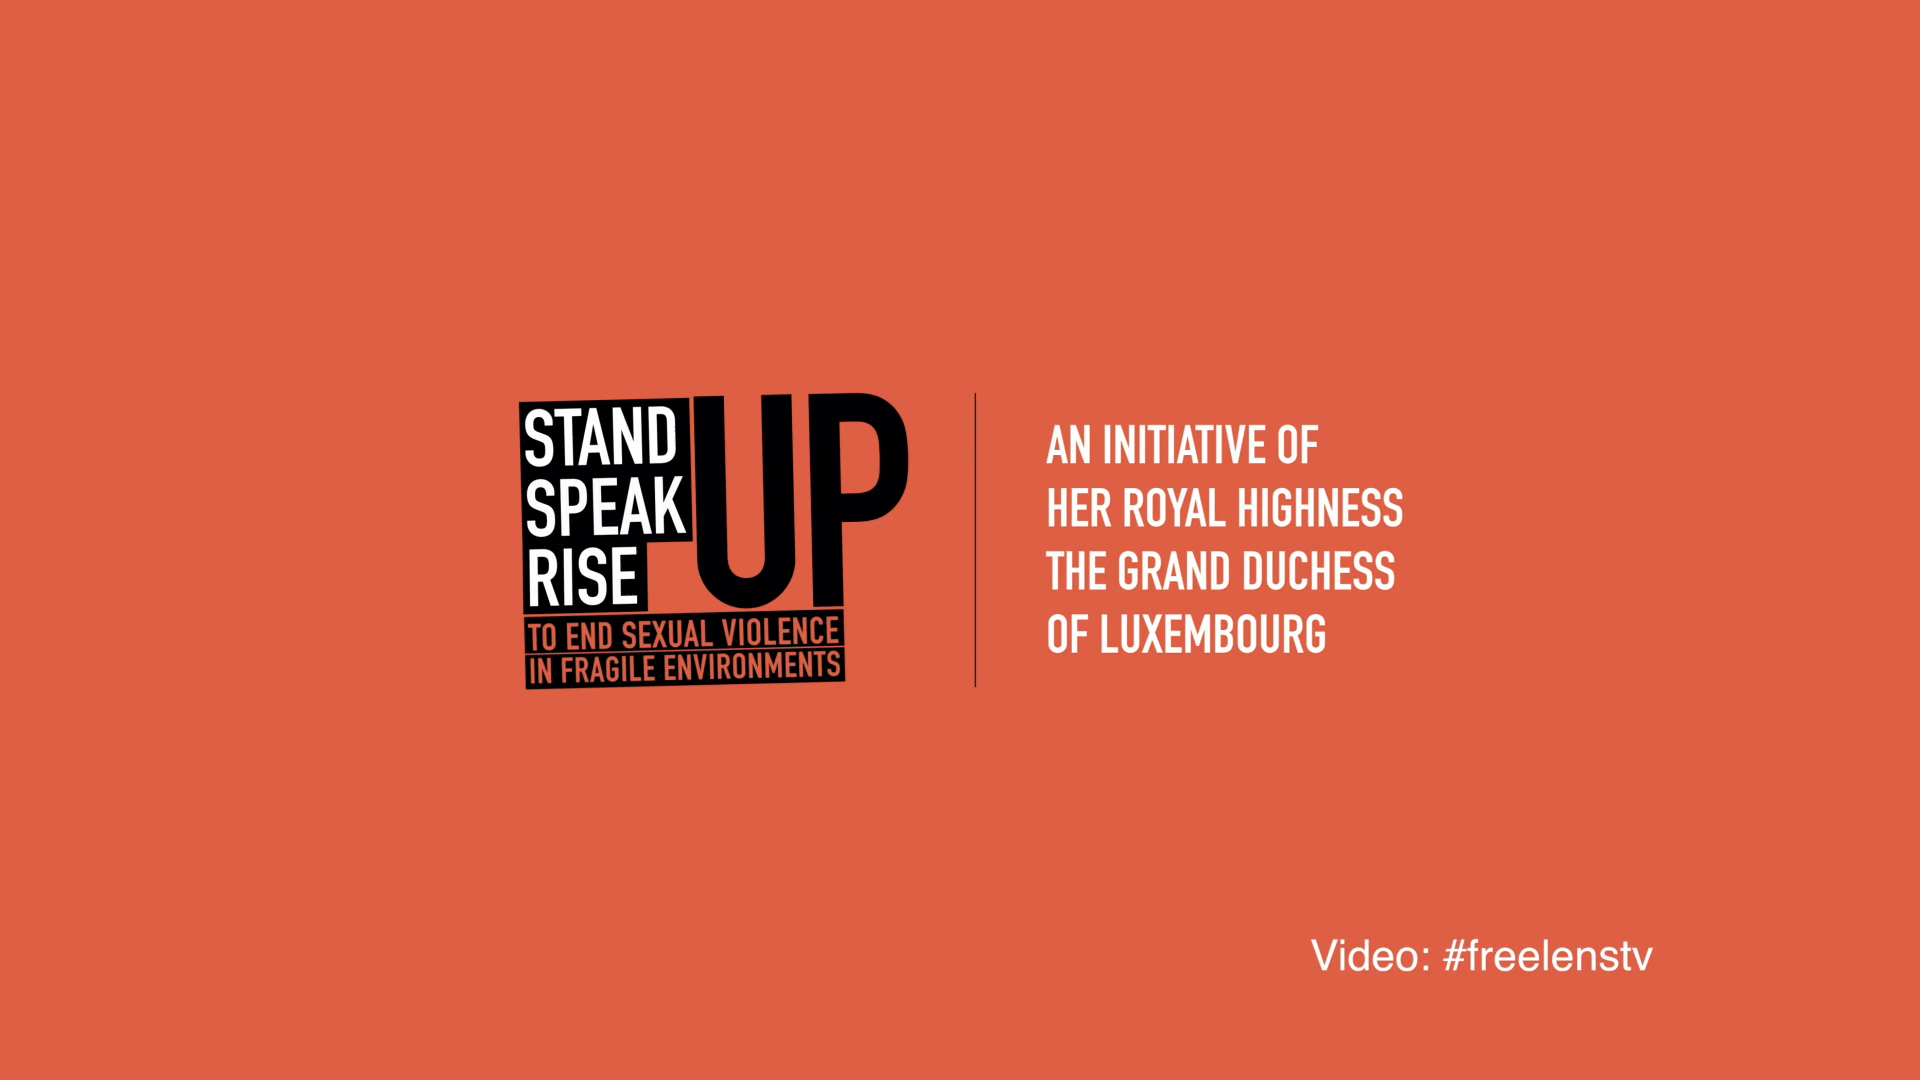 STAND
SPEAK
RISE
UP
TO END SEXUAL VIOLENCE
IN FRAGILE ENVIRONMENTS
AN INITIATIVE OF
HER ROYAL HIGHNESS
THE GRAND DUCHESS
OF LUXEMBOURG
Video: #freelenstv